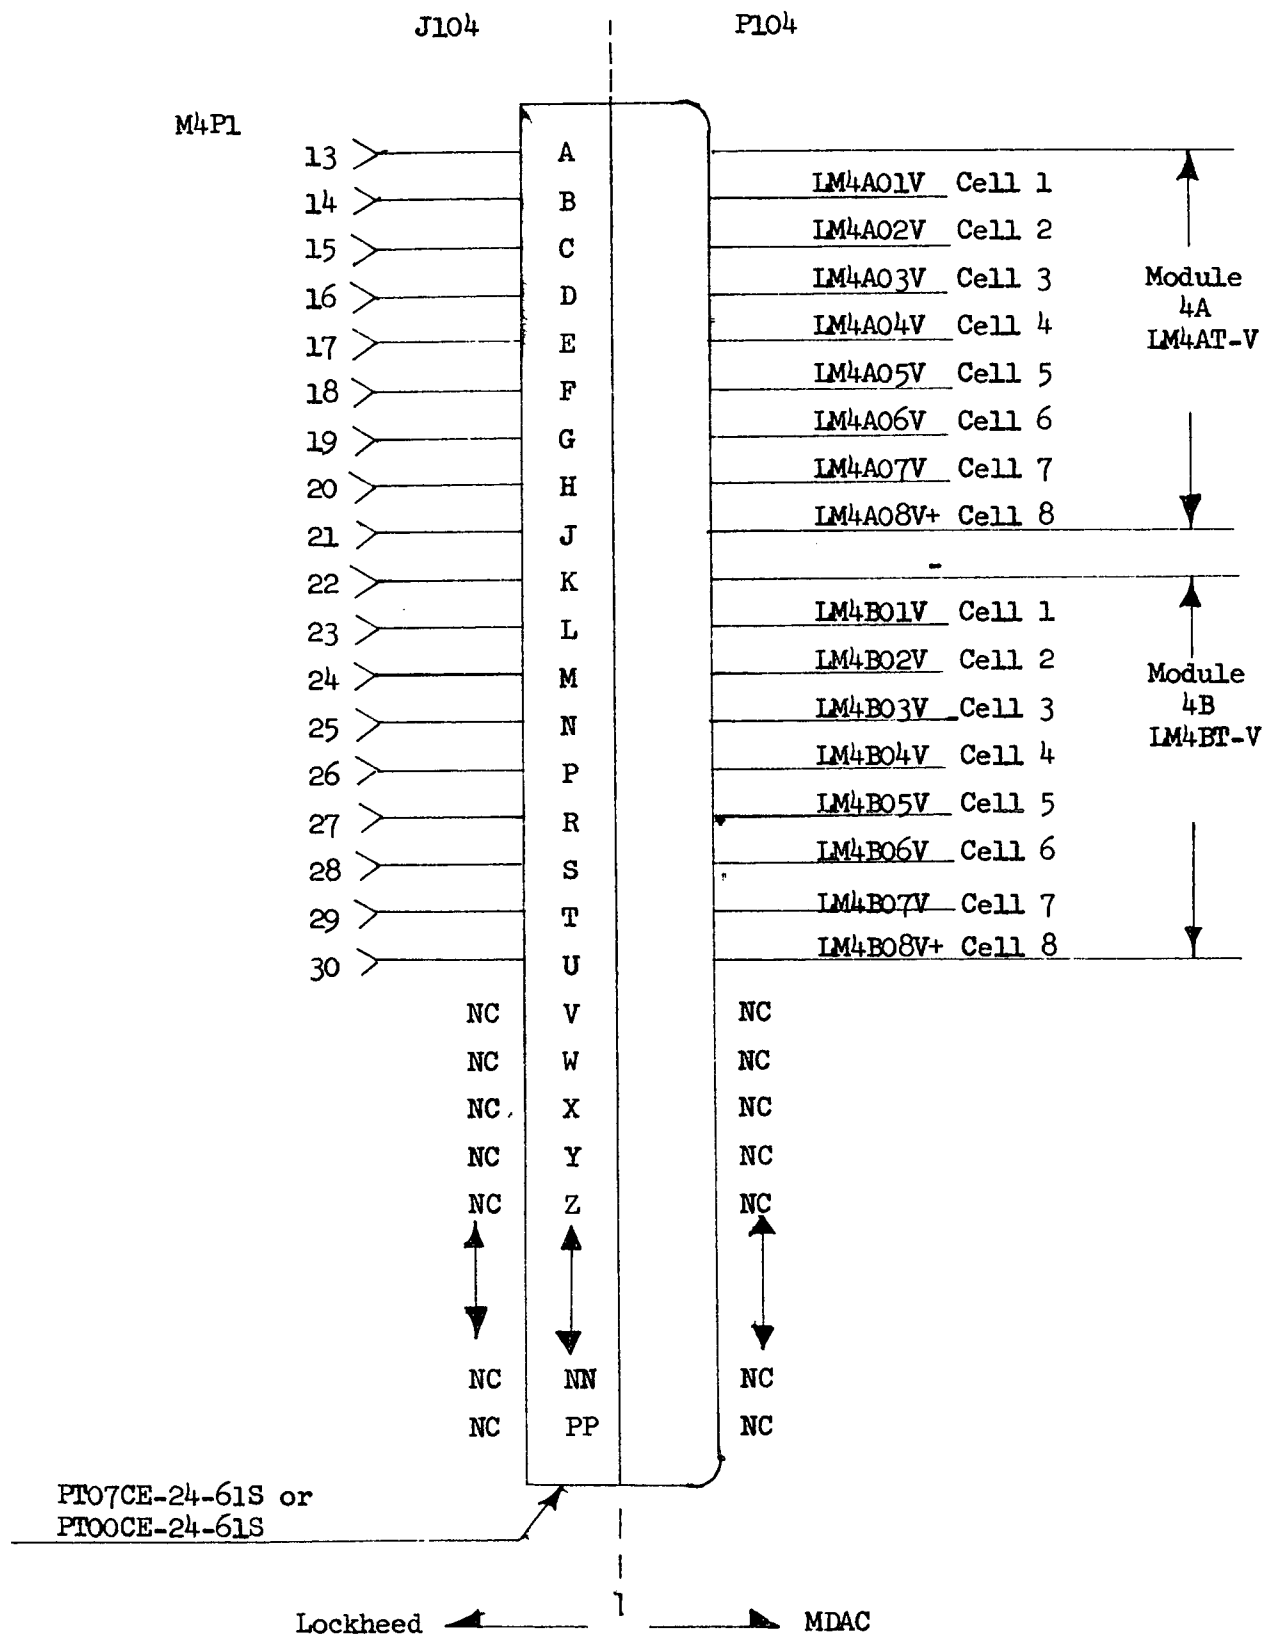 J104 P104
M4P1
13 A
14 B LM4A01V Cell 1
15 C LM4A02V Cell 2
16 D LM4A03V Cell 3
17 E LM4A04V Cell 4
18 F LM4A05V Cell 5
19 G LM4A06V Cell 6
20 H LM4A07V Cell 7
21 J LM4A08V+ Cell 8
Module
4A
LM4AT-V
22 K -
23 L LM4B01V Cell 1
24 M LM4B02V Cell 2
25 N LM4B03V Cell 3
26 P LM4B04V Cell 4
27 R LM4B05V Cell 5
28 S LM4B06V Cell 6
29 T LM4B07V Cell 7
30 U LM4B08V+ Cell 8
Module
4B
LM4BT-V
NC V NC
NC W NC
NC X NC
NC Y NC
NC Z NC
NC NN NC
NC PP NC
PT07CE-24-61S or
PT00CE-24-61S
Lockheed MDAC